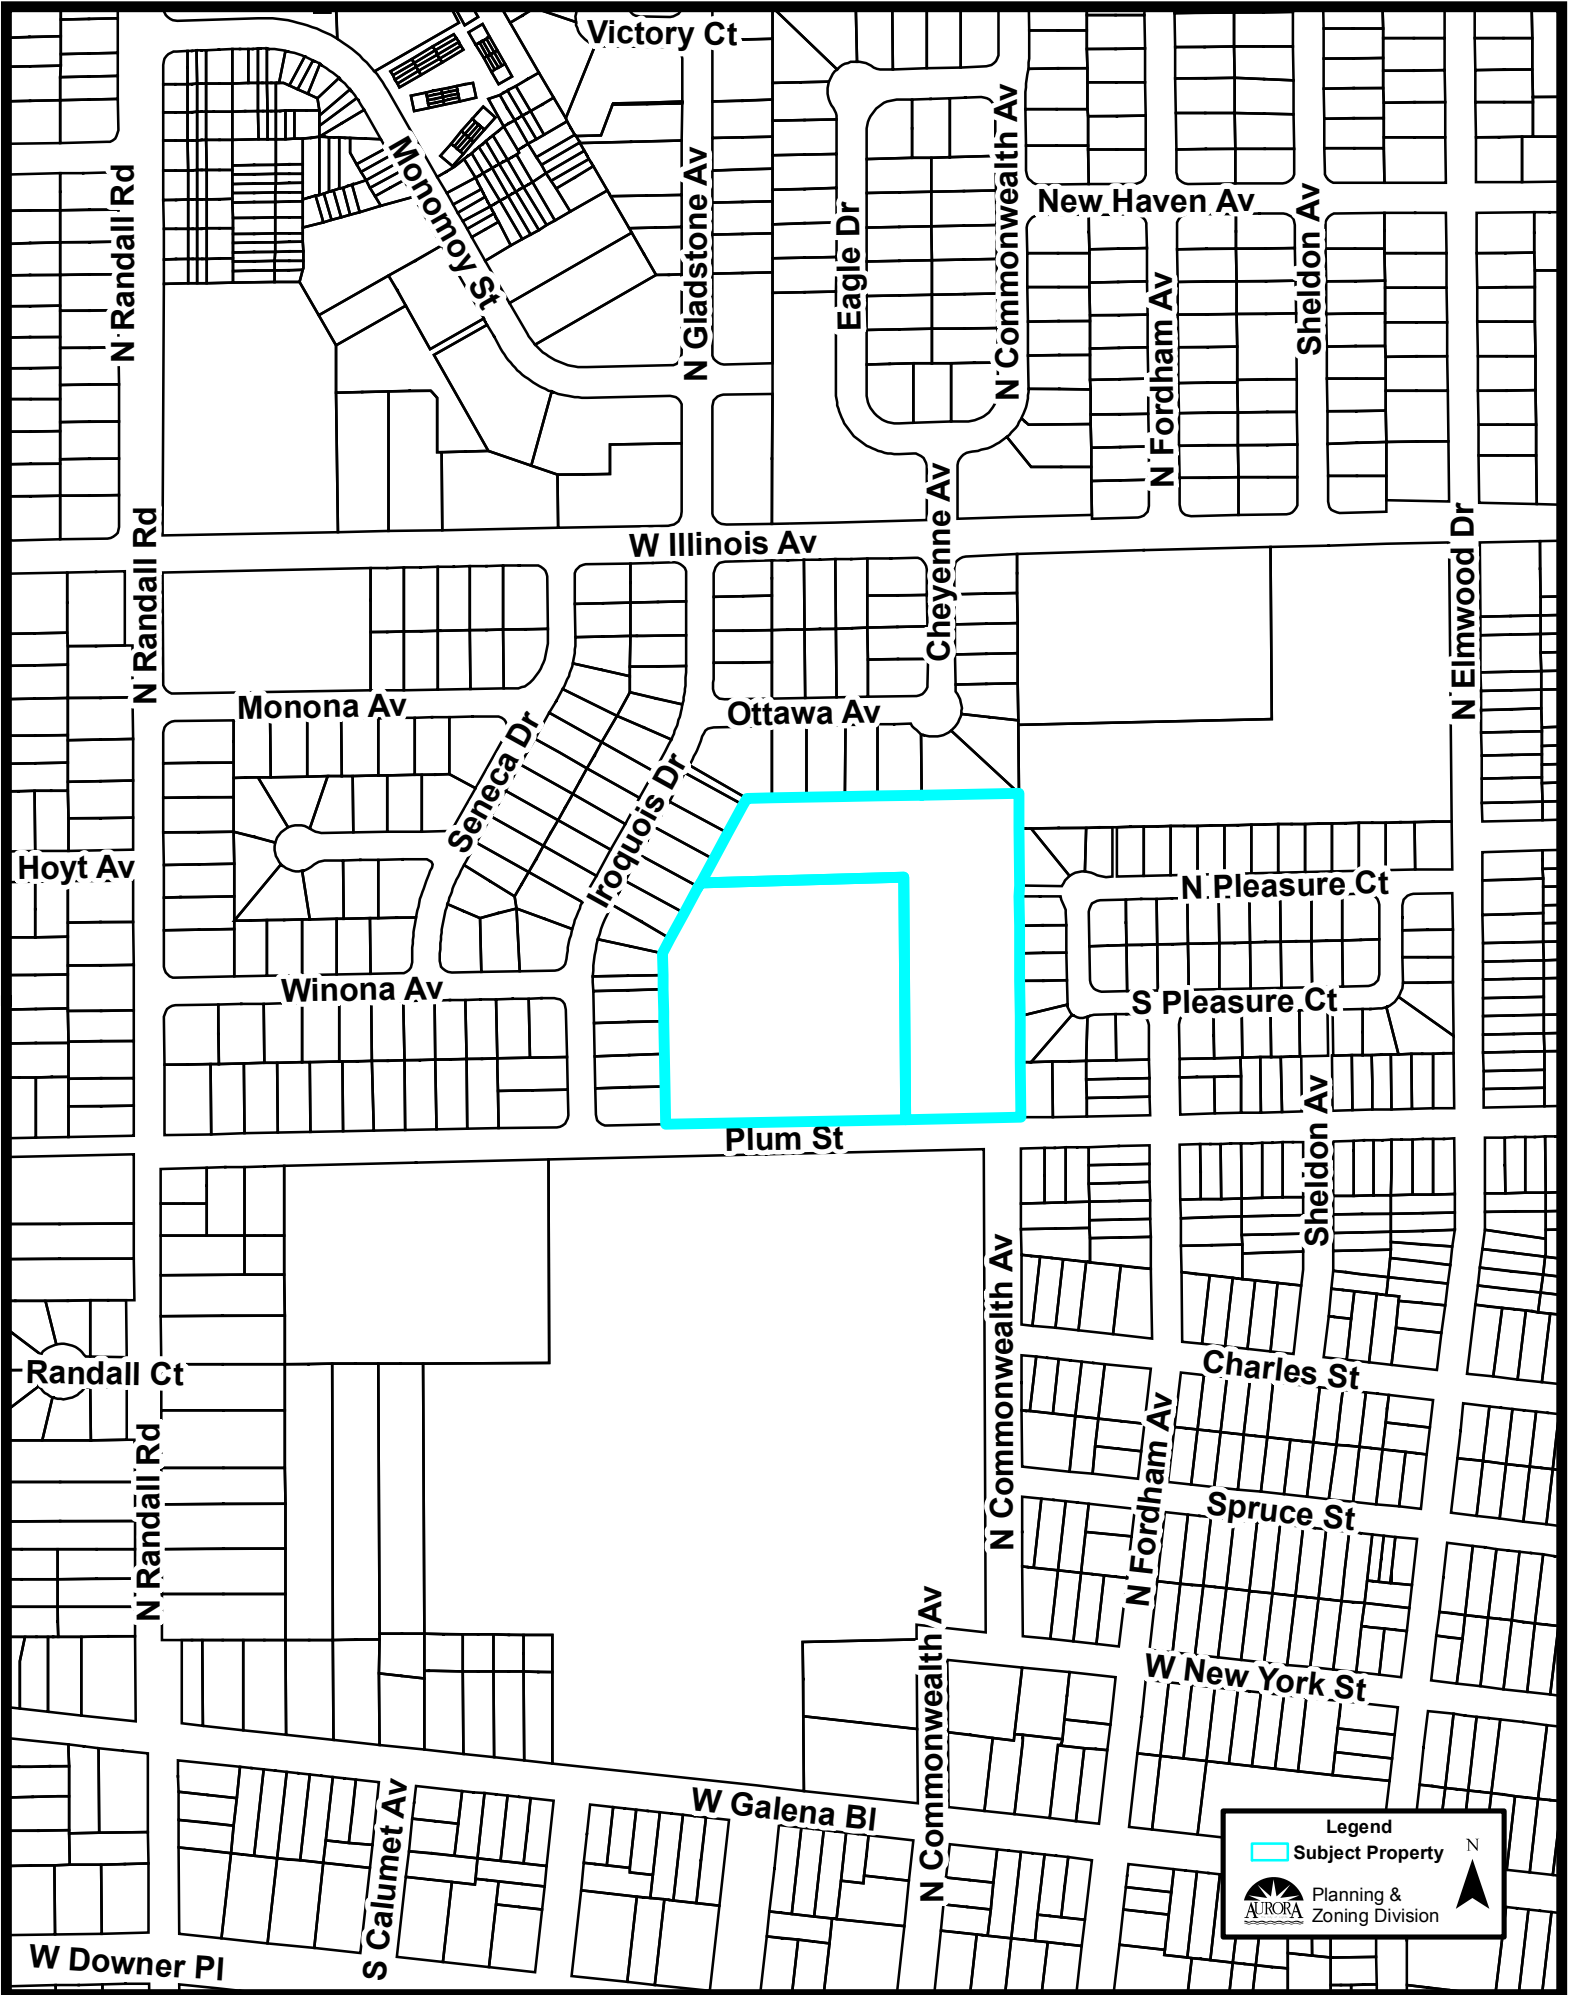 Victory Ct
Monomoy St
N Randall Rd
N Gladstone Av
Eagle Dr
N Commonwealth Av
New Haven Av
Sheldon Av
N Fordham Av
Cheyenne Av
W Illinois Av
N Randall Rd
N Elmwood Dr
Monona Av
Ottawa Av
Seneca Dr
Iroquois Dr
Hoyt Av
N Pleasure Ct
Winona Av
S Pleasure Ct
Plum St
Sheldon Av
N Commonwealth Av
Randall Ct
Charles St
N Randall Rd
N Fordham Av
Spruce St
N Commonwealth Av
W New York St
W Galena Bl
S Calumet Av
W Downer Pl
Legend
Subject Property
N
AURORA
Planning &
Zoning Division